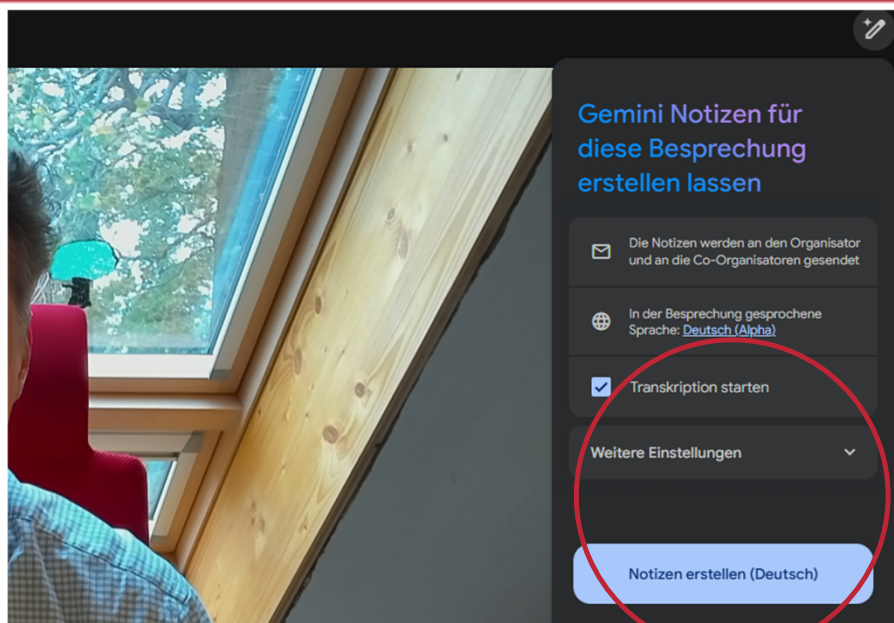 Gemini Notizen für
diese Besprechung
erstellen lassen
Die Notizen werden an den Organisator
und an die Co-Organisatoren gesendet
In der Besprechung gesprochene
Sprache: Deutsch (Alpha)
Transkription starten
Weitere Einstellungen
Notizen erstellen (Deutsch)